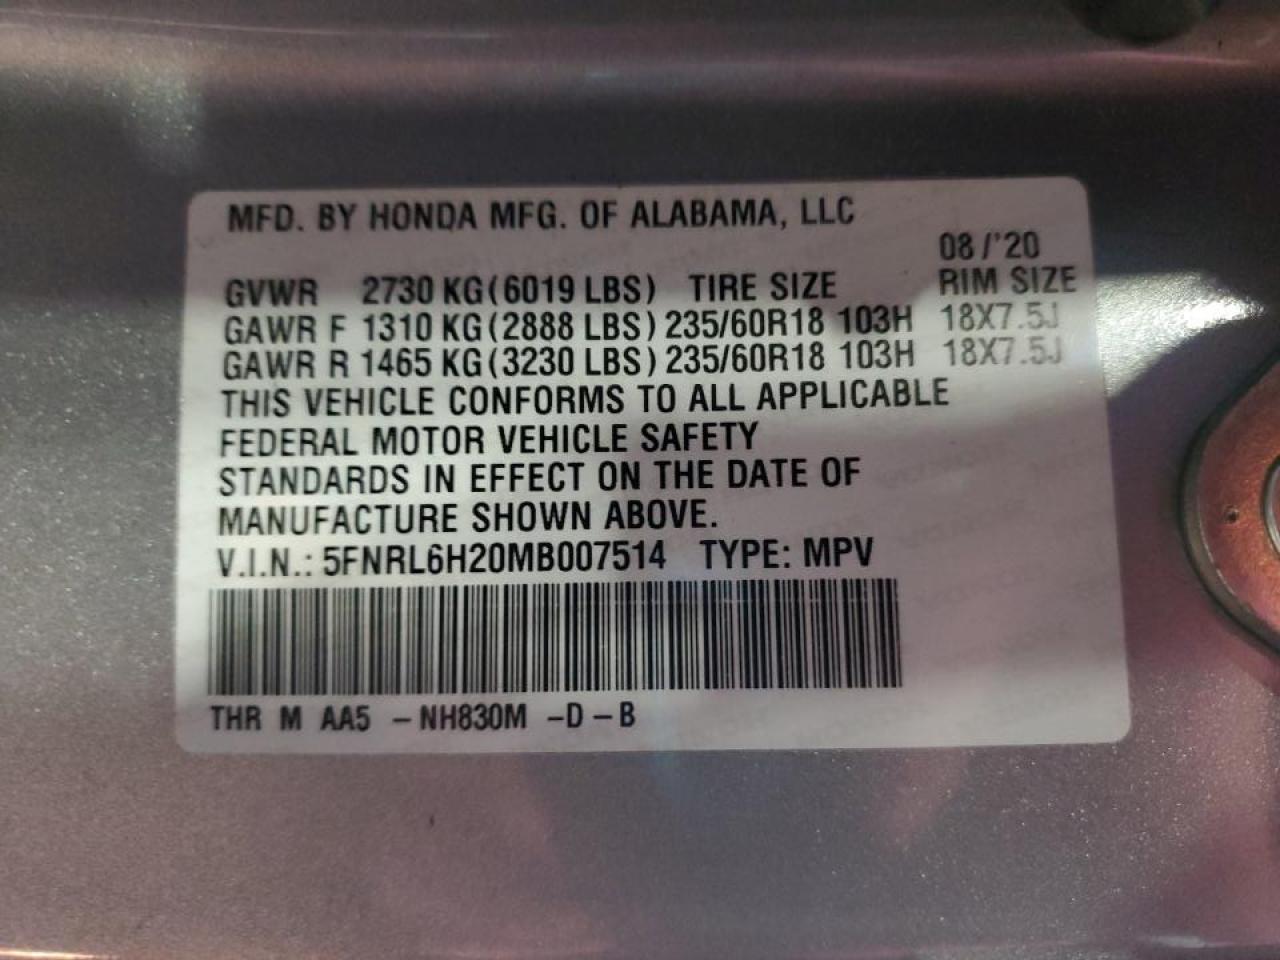 MFD. BY HONDA MFG. OF ALABAMA, LLC
08/'20
GVWR 2730 KG(6019 LBS) TIRE SIZE RIM SIZE
GAWR F 1310 KG(2888 LBS) 235/60R18 103H 18X7.5J
GAWR R 1465 KG(3230 LBS) 235/60R18 103H 18X7.5J
THIS VEHICLE CONFORMS TO ALL APPLICABLE
FEDERAL MOTOR VEHICLE SAFETY
STANDARDS IN EFFECT ON THE DATE OF
MANUFACTURE SHOWN ABOVE.
V.I.N.: 5FNRL6H20MB007514 TYPE: MPV
THR M AA5 -NH830M -D-B